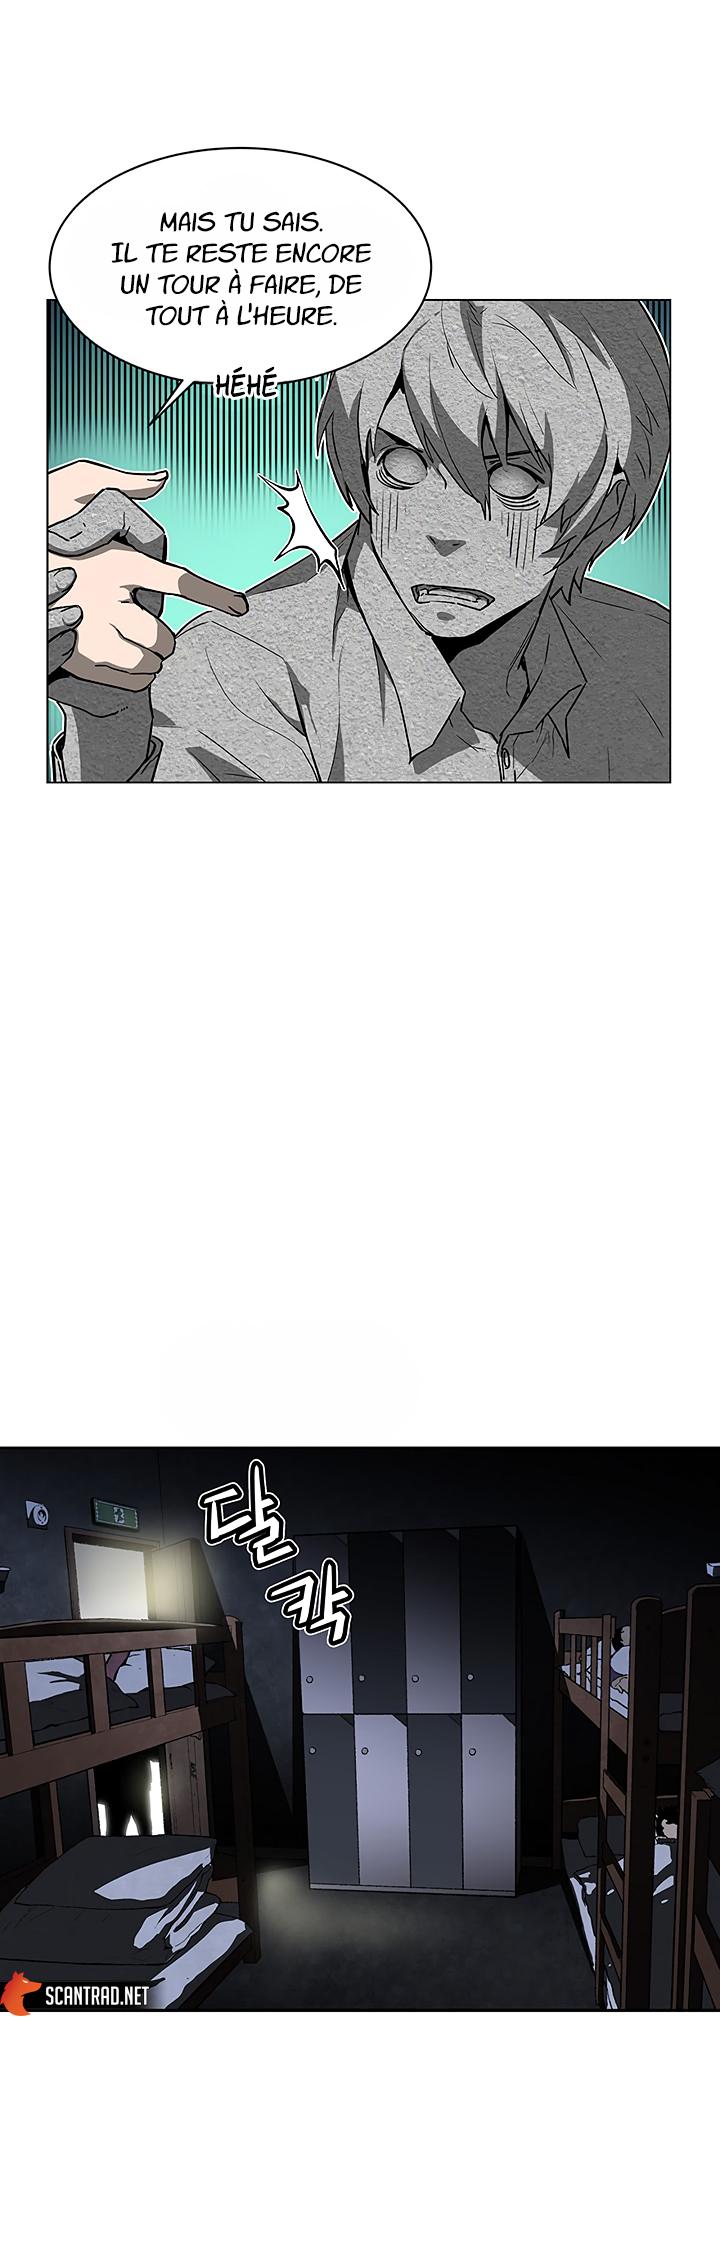 MAIS TU SAIS.
IL TE RESTE ENCORE
UN TOUR À FAIRE, DE
TOUT À L'HEURE.
HÉHÉ
달
칵
SCANTRAD.NET